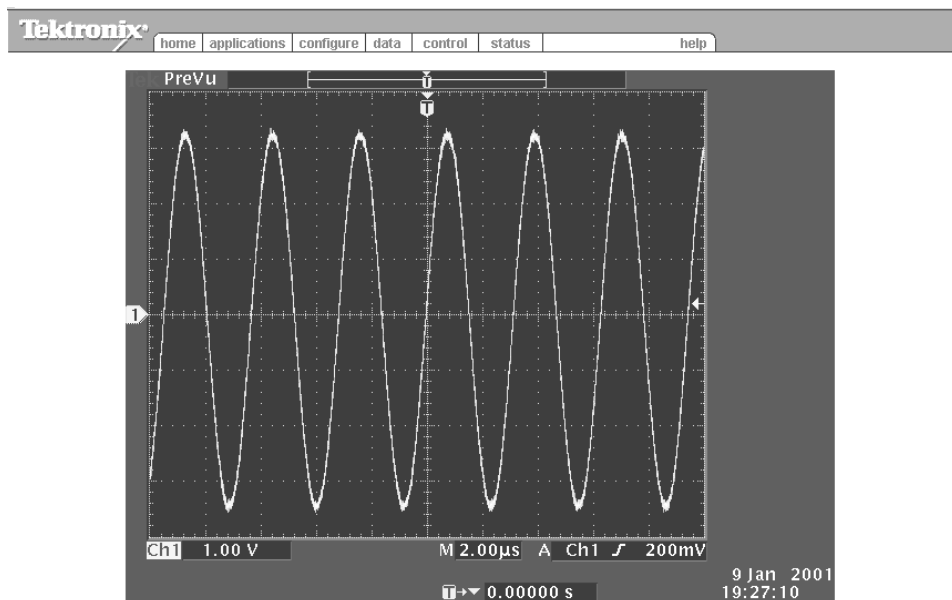 Tektronix
home applications configure data control status help
Tek PreVu
T
T
1
Ch1 1.00 V M 2.00µs A Ch1 ƒ 200mV
T→▼ 0.00000 s
9 Jan 2001
19:27:10